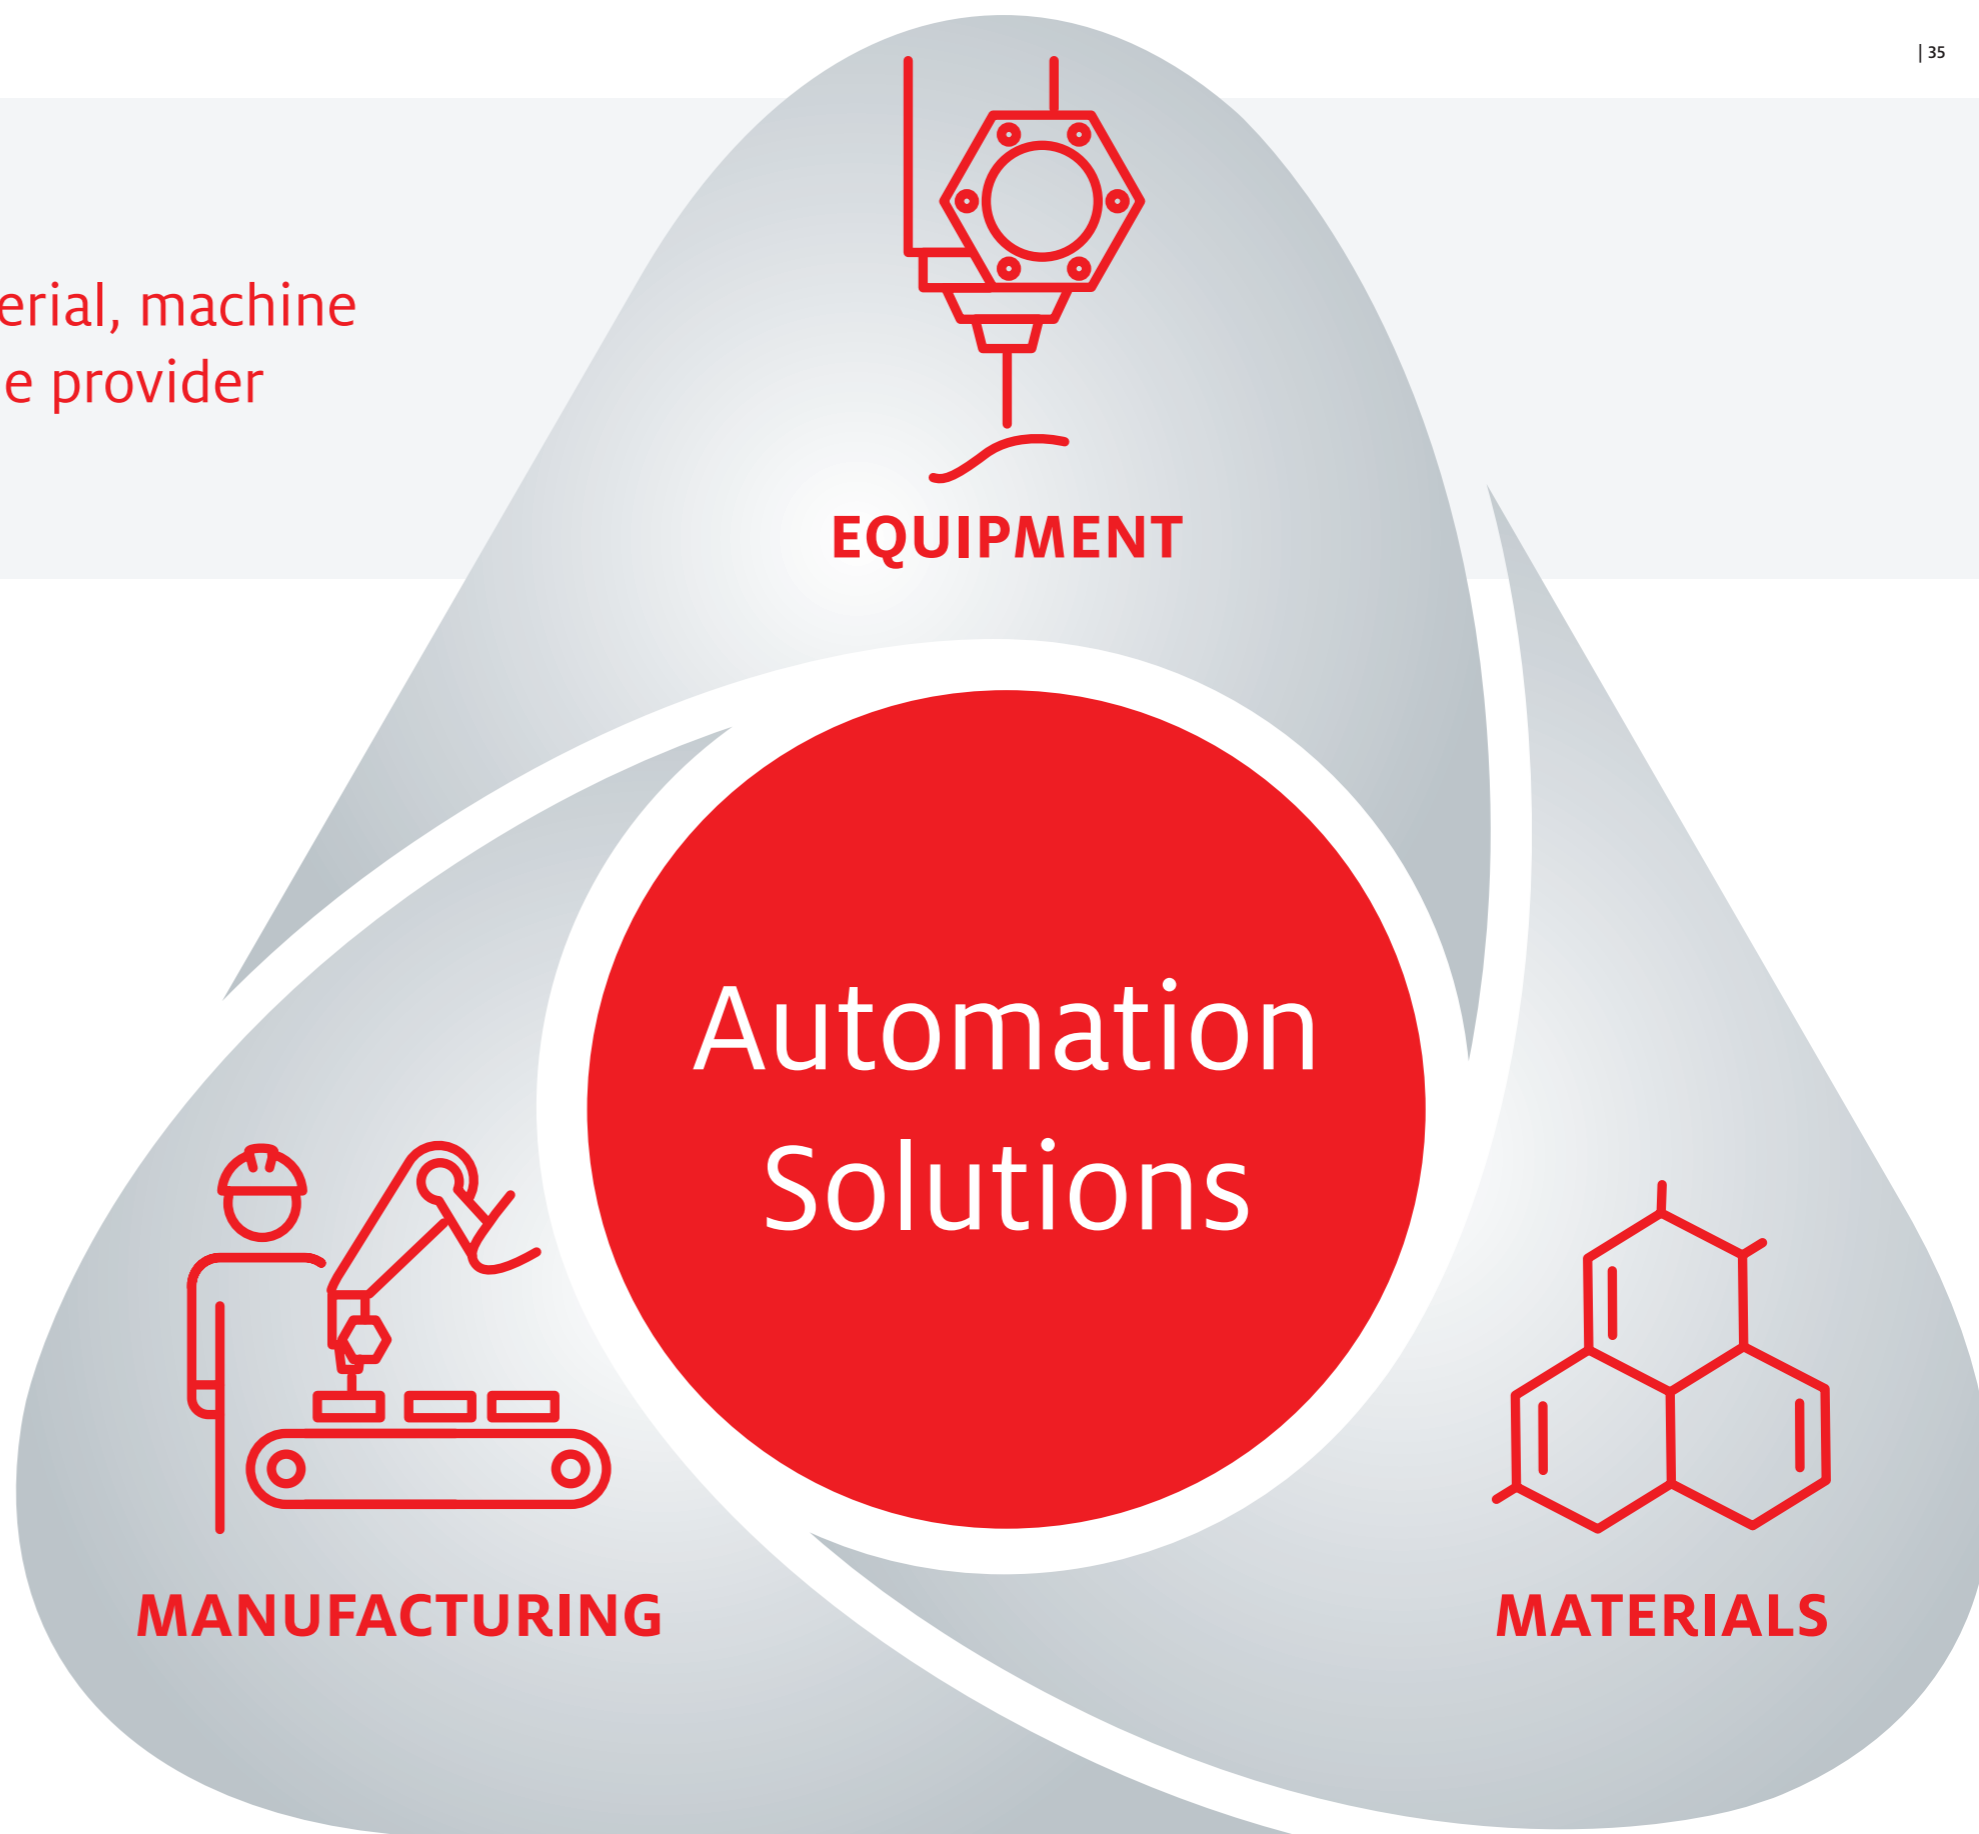 | 35
erial, machine
e provider
EQUIPMENT
Automation
Solutions
MANUFACTURING
MATERIALS